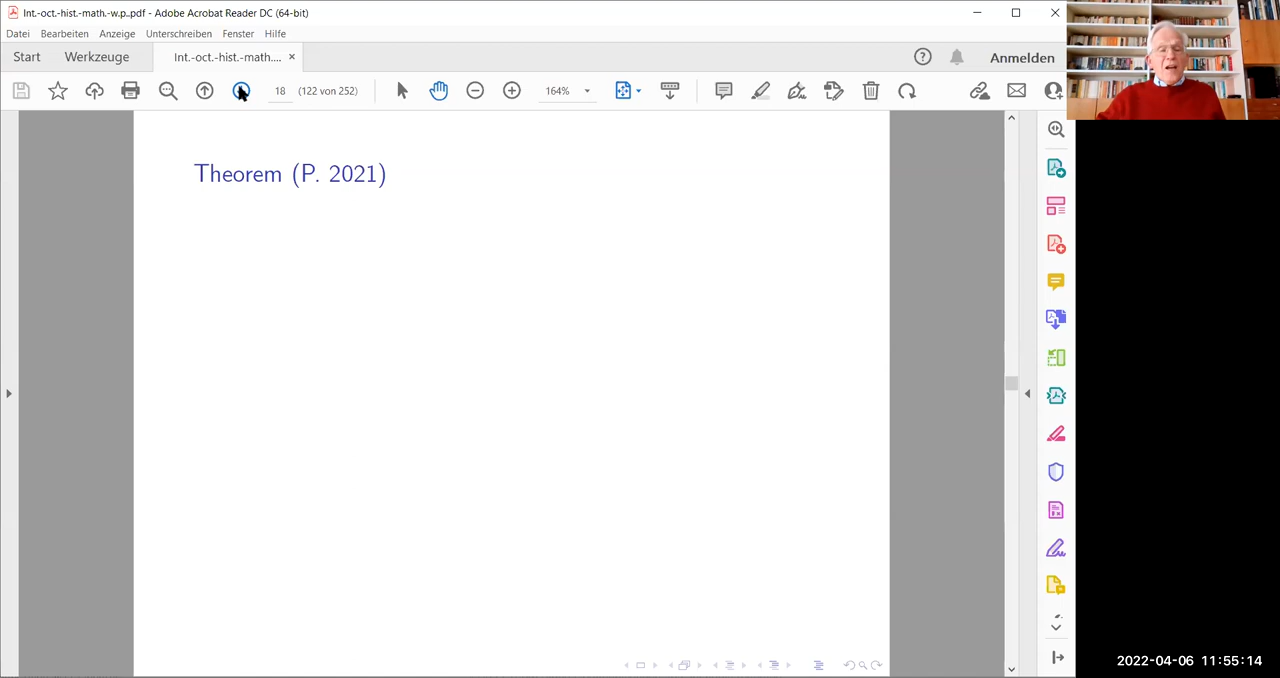 Int.-oct.-hist.-math.-w.p..pdf - Adobe Acrobat Reader DC (64-bit)
Datei Bearbeiten Anzeige Unterschreiben Fenster Hilfe
Start Werkzeuge Int.-oct.-hist.-math.... × Anmelden
18 (122 von 252) 164%
Theorem (P. 2021)
2022-04-06 11:55:14